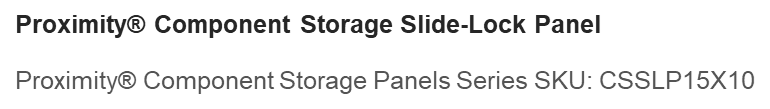 Proximity® Component Storage Slide-Lock Panel
Proximity® Component Storage Panels Series SKU: CSSLP15X10